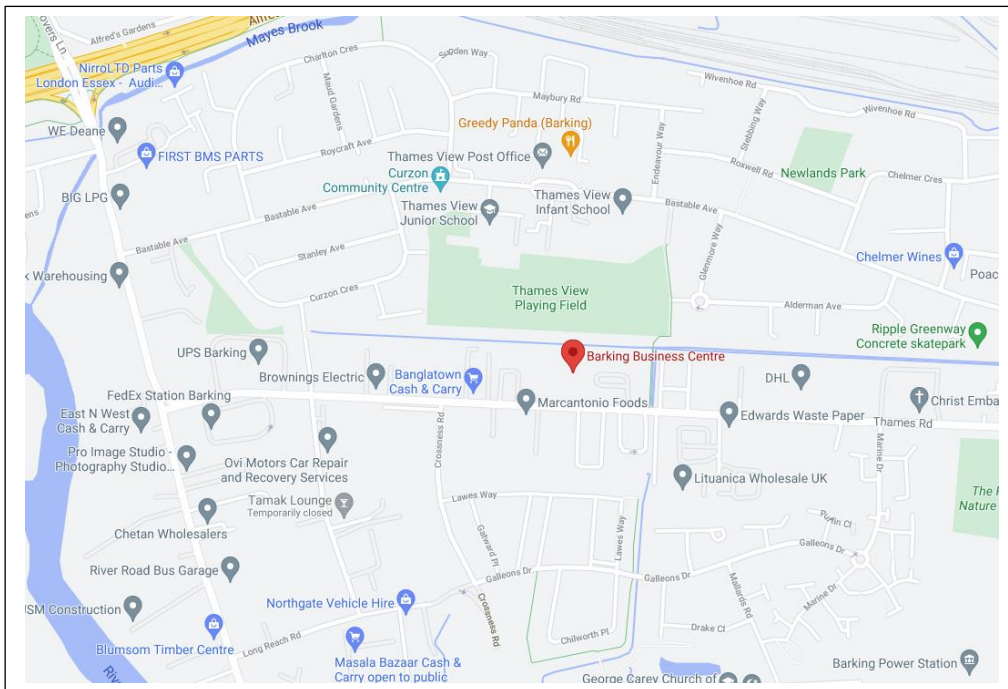 Alfred's Gardens
Mayes Brook
NirroLTD Parts
London Essex - Audi...
WE Deane
FIRST BMS PARTS
BIG LPG
Charlton Cres
Maud Gardens
Roycraft Ave
Maybury Rd
Greedy Panda (Barking)
Thames View Post Office
Curzon
Community Centre
Thames View
Junior School
Thames View
Infant School
Endeavour Way
Wivenhoe Rd
Wivenhoe Rd
Stebbing Way
Roxwell Rd
Newlands Park
Chelmer Cres
Bastable Ave
Bastable Ave
Bastable Ave
Stanley Ave
Curzon Cres
Glenmore Way
Chelmer Wines
Alderman Ave
Thames View
Playing Field
Ripple Greenway
Concrete skatepark
Warehousing
UPS Barking
Brownings Electric
Banglatown
Cash & Carry
Barking Business Centre
Marcantonio Foods
DHL
Edwards Waste Paper
Thames Rd
FedEx Station Barking
East N West
Cash & Carry
Pro Image Studio -
Photography Studio...
Ovi Motors Car Repair
and Recovery Services
Tamak Lounge
Temporarily closed
Crossness Rd
Lituanica Wholesale UK
Marine Dr
Chetan Wholesalers
Lawes Way
Lawes Way
Gatward Pl
River Road Bus Garage
Galleons Dr
Galleons Dr
Galleons Dr
Mallards Rd
Marine Dr
Northgate Vehicle Hire
Crossness Rd
Blumsom Timber Centre
Long Reach Rd
Chilworth Pl
Drake Cl
Masala Bazaar Cash &
Carry open to public
George Carey Church of
Barking Power Station